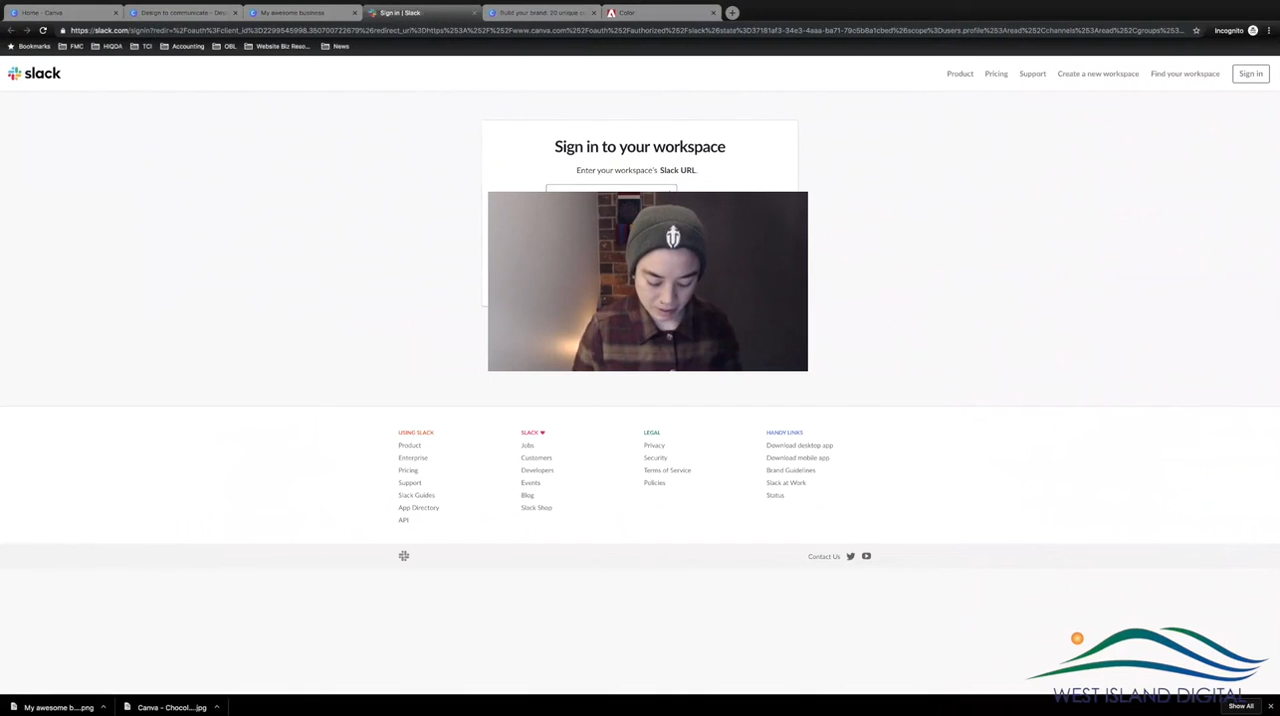 Home - Canva
Design to communicate - De
My awesome business
Sign in | Slack
Build your brand: 20 unique
Color
Incognito
Bookmarks FMC HIQDA TCI Accounting OBL Website Biz Reso... News
slack
Product Pricing Support Create a new workspace Find your workspace Sign in
Sign in to your workspace
Enter your workspace's Slack URL.
USING SLACK
Product
Enterprise
Pricing
Support
Slack Guides
App Directory
API
SLACK
Jobs
Customers
Developers
Events
Blog
Slack Shop
LEGAL
Privacy
Security
Terms of Service
Policies
HANDY LINKS
Download desktop app
Download mobile app
Brand Guidelines
Slack at Work
Status
Contact Us
WEST ISLAND DIGITAL
My awesome b....png
Canva - Chocol....jpg
Show All